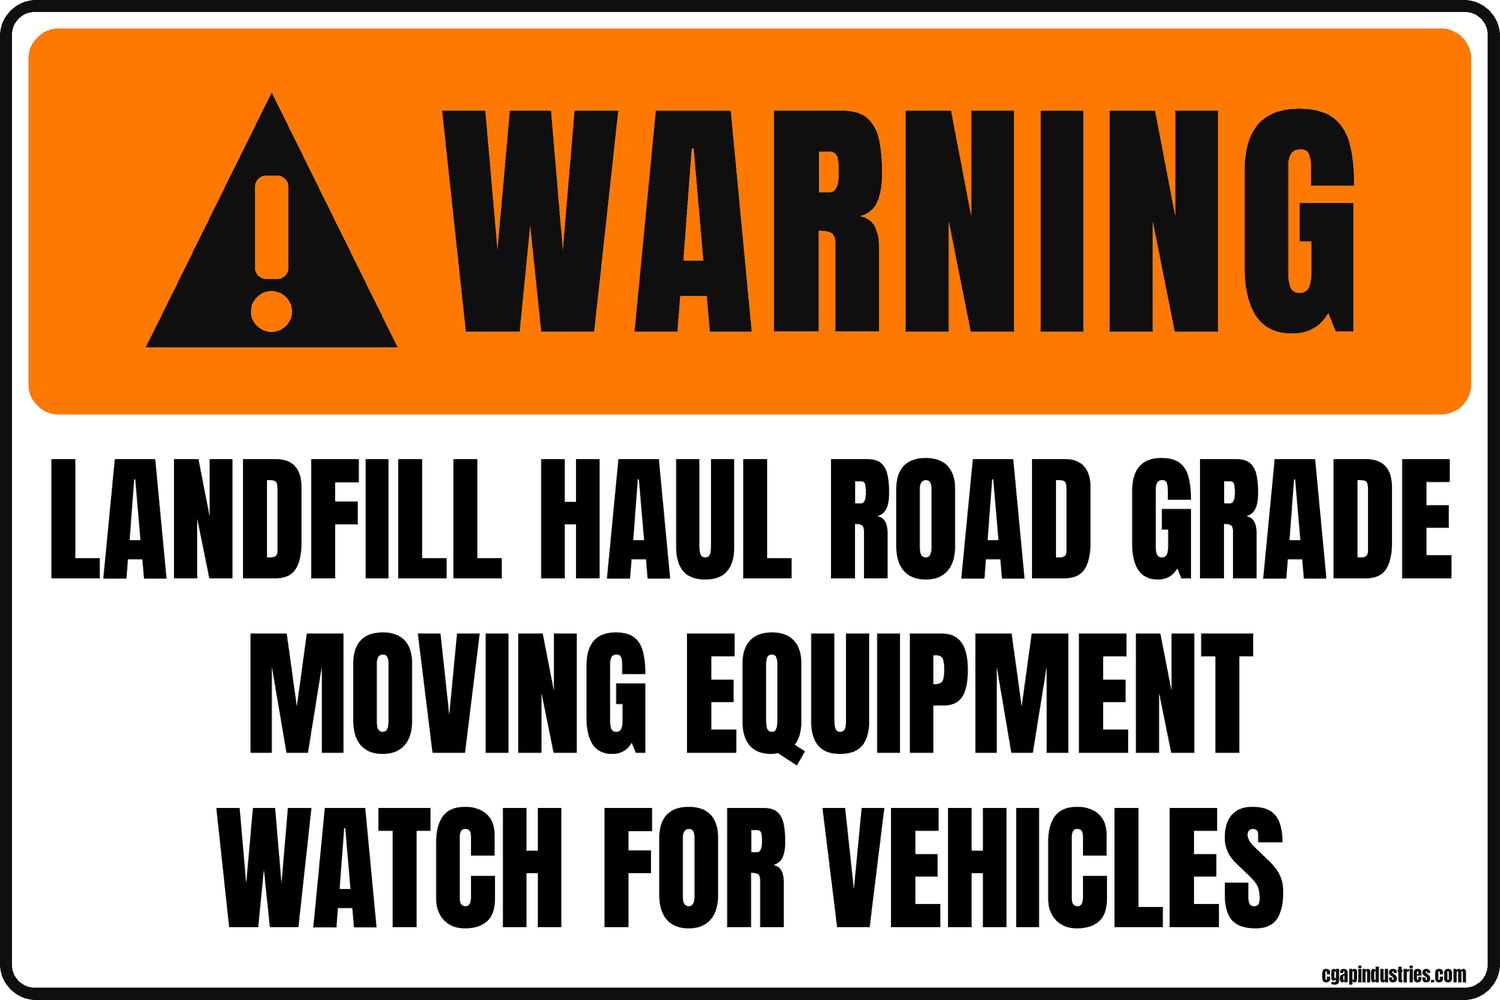 WARNING
LANDFILL HAUL ROAD GRADE
MOVING EQUIPMENT
WATCH FOR VEHICLES
cgapindustries.com